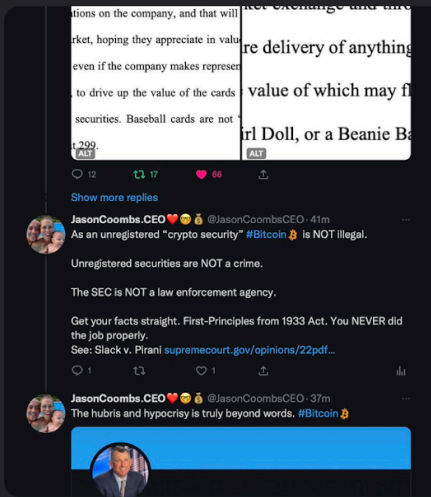 ations on the company, and that will
rket, hoping they appreciate in valu
even if the company makes represen
to drive up the value of the cards
securities. Baseball cards are not
t 299.
ALT
ket exchange and
re delivery of anything
value of which may fl
irl Doll, or a Beanie Ba
ALT
12 17 66
Show more replies
JasonCoombs.CEO @JasonCoombsCEO · 41m
As an unregistered “crypto security” #Bitcoin is NOT illegal.
Unregistered securities are NOT a crime.
The SEC is NOT a law enforcement agency.
Get your facts straight. First-Principles from 1933 Act. You NEVER did
the job properly.
See: Slack v. Pirani supremecourt.gov/opinions/22pdf...
1 1
JasonCoombs.CEO @JasonCoombsCEO · 37m
The hubris and hypocrisy is truly beyond words. #Bitcoin